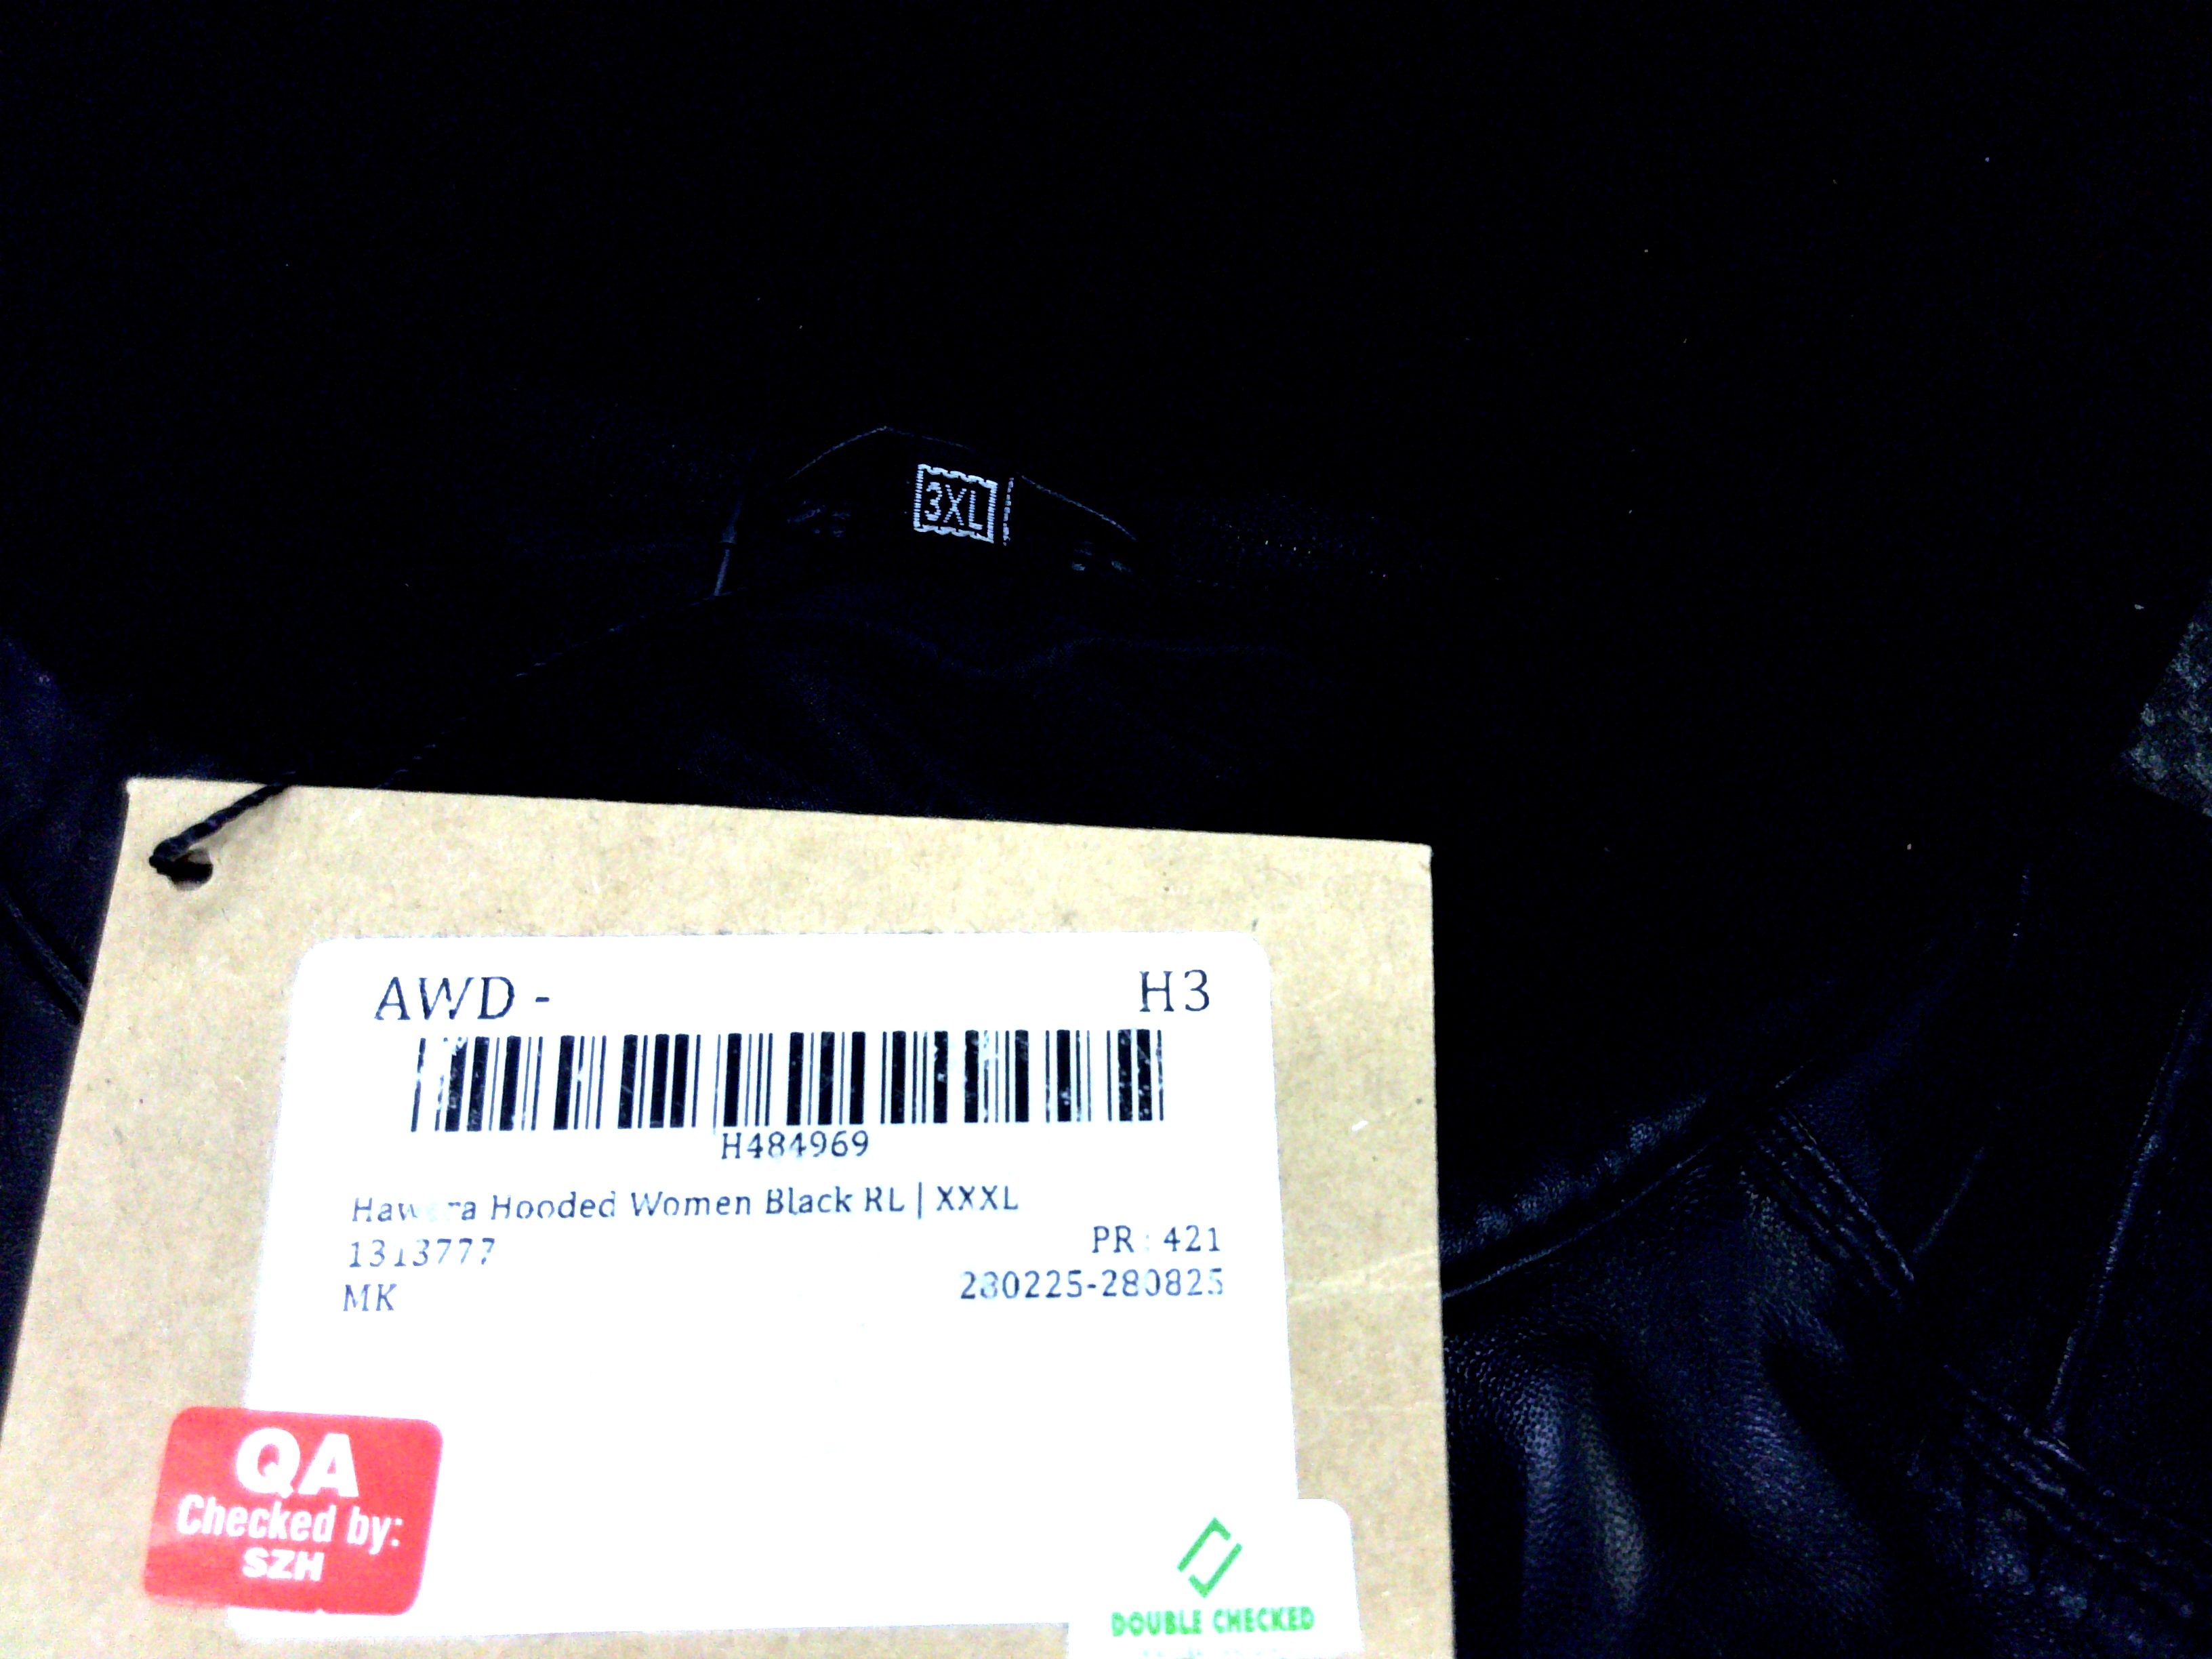 3XL
AWD - H3
H484969
Hawera Hooded Women Black RL | XXXL
1313777 PR : 421
MK 280225-280825
QA
Checked by:
SZH
DOUBLE CHECKED